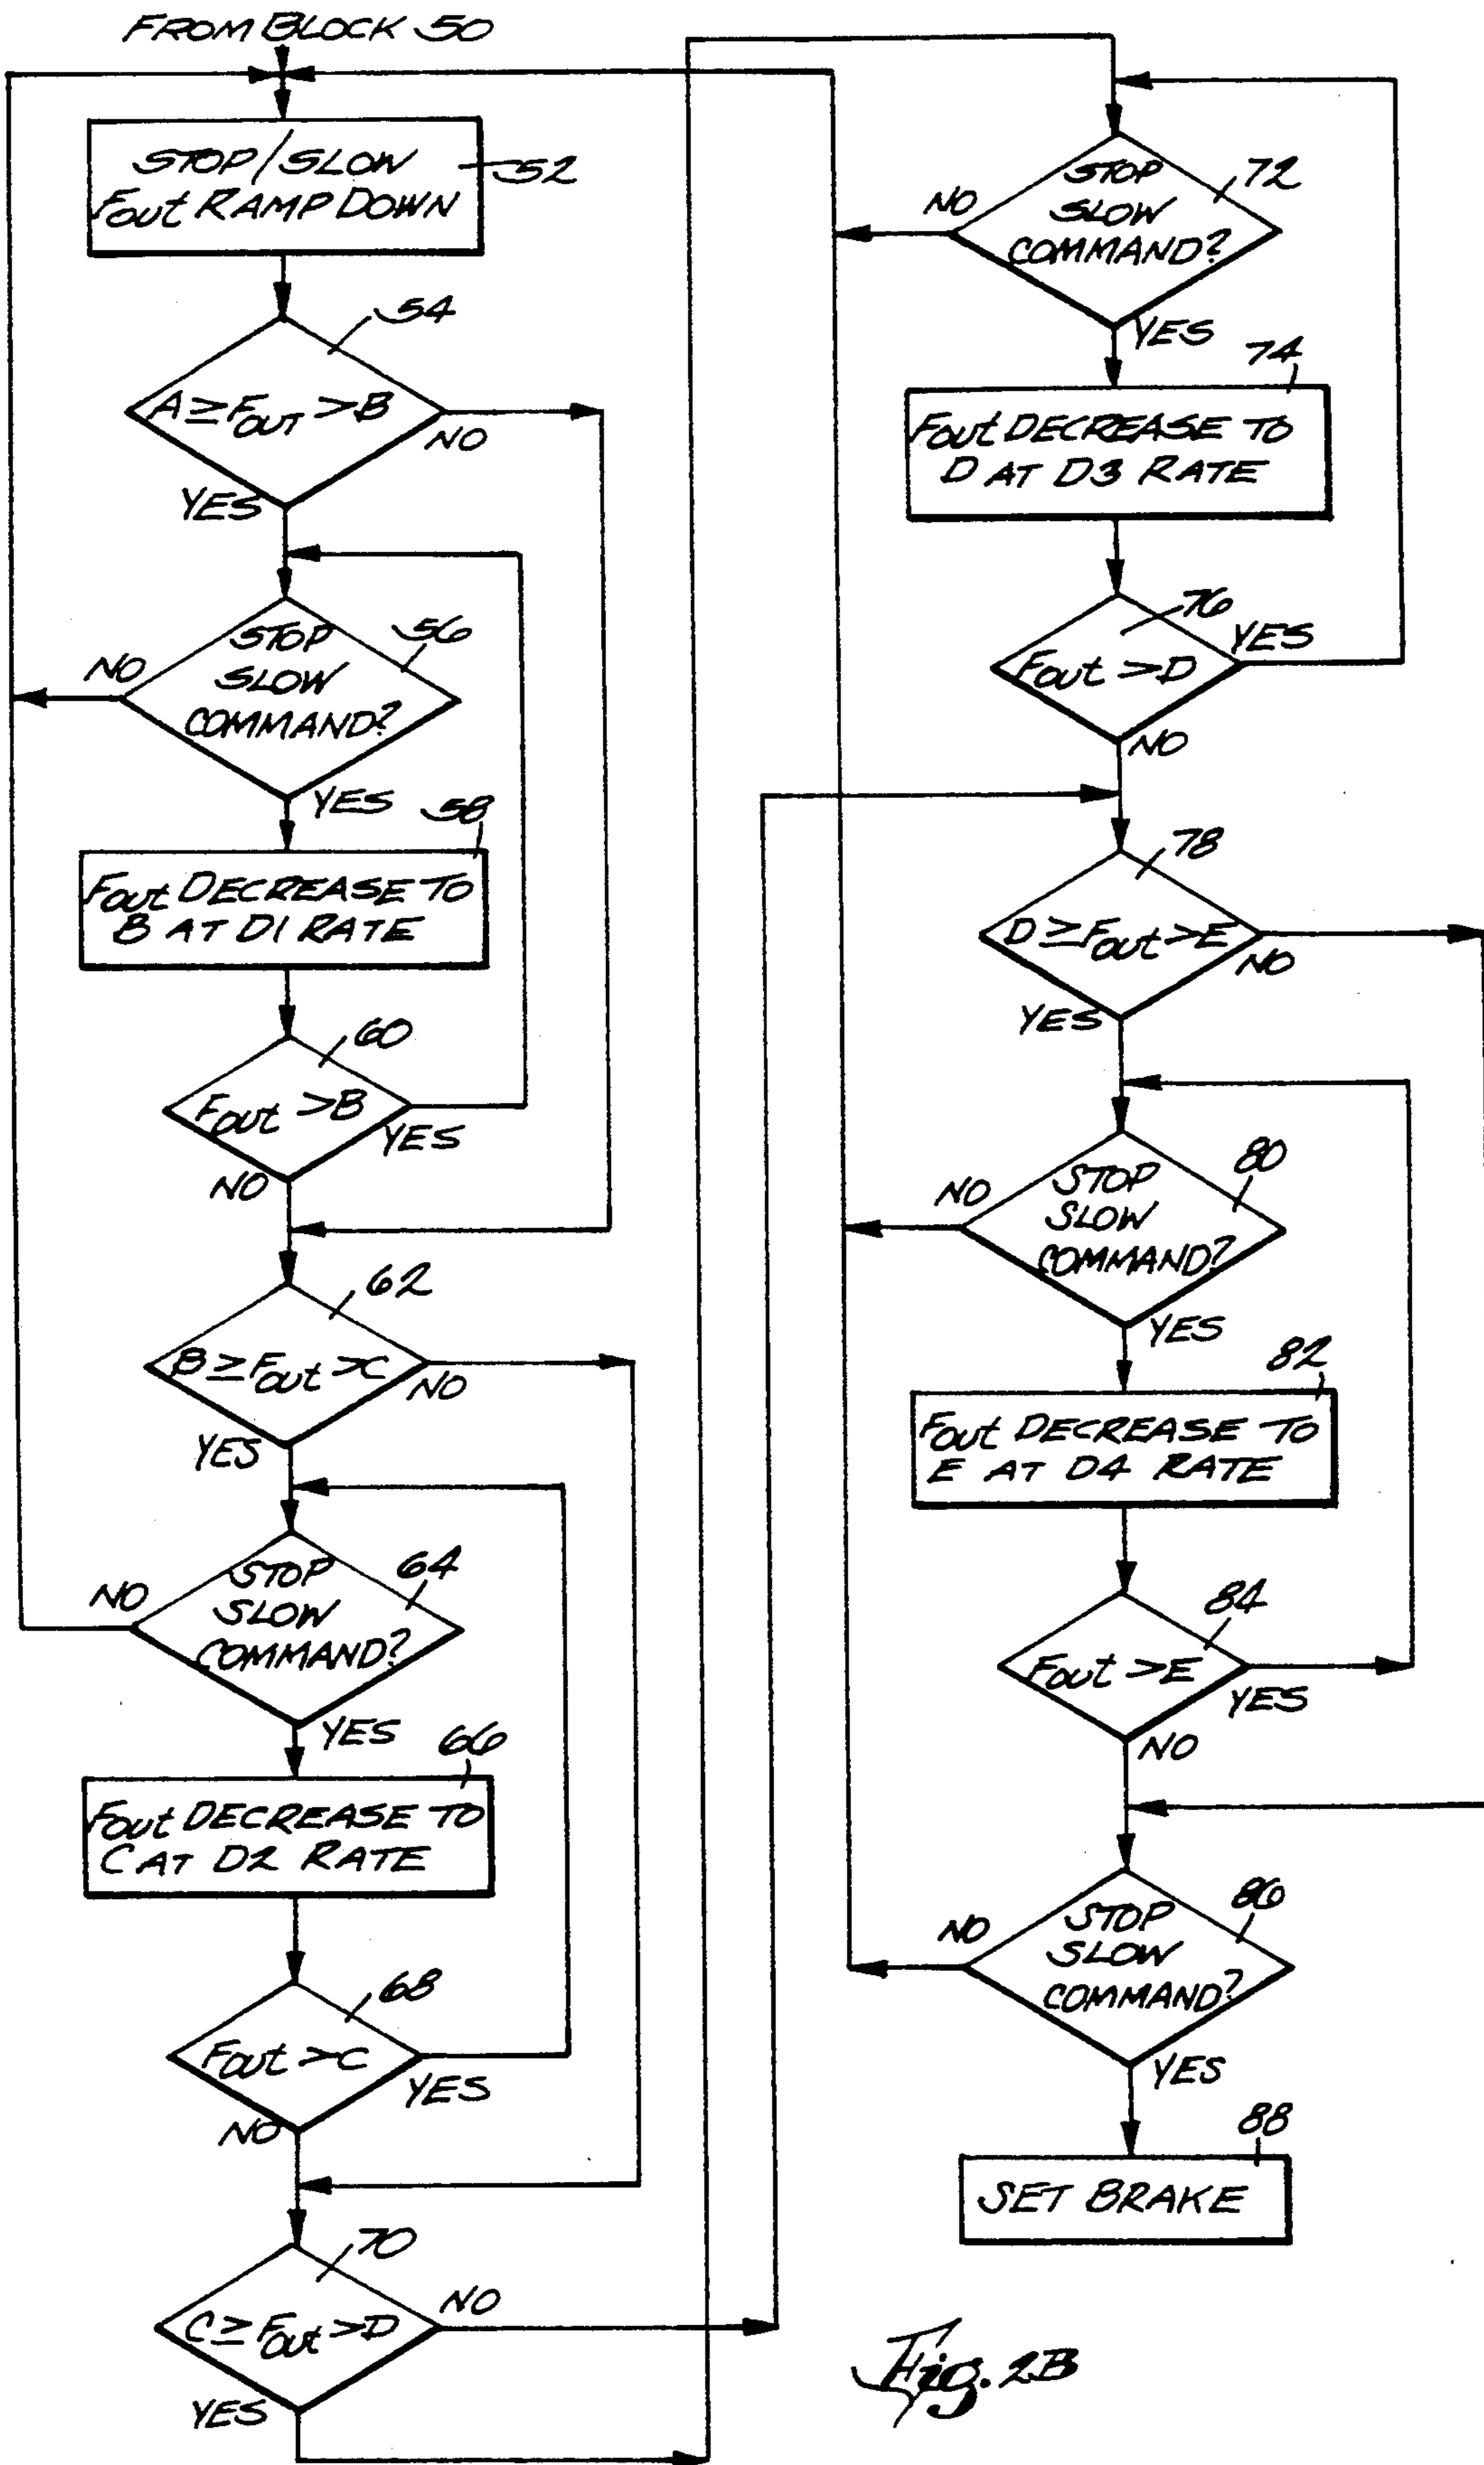 FROM BLOCK 50
STOP/SLOW
Fout RAMP DOWN
52
54
A ≥ Fout > B
NO
YES
56
STOP
SLOW
COMMAND?
NO
YES
58
Fout DECREASE TO
B AT D1 RATE
60
Fout > B
YES
NO
62
B ≥ Fout > C
NO
YES
64
STOP
SLOW
COMMAND?
NO
YES
66
Fout DECREASE TO
C AT D2 RATE
68
Fout > C
YES
NO
70
C ≥ Fout > D
NO
YES
72
STOP
SLOW
COMMAND?
NO
YES
74
Fout DECREASE TO
D AT D3 RATE
76
Fout > D
YES
NO
78
D ≥ Fout > E
NO
YES
80
STOP
SLOW
COMMAND?
NO
YES
82
Fout DECREASE TO
E AT D4 RATE
84
Fout > E
YES
NO
86
STOP
SLOW
COMMAND?
NO
YES
88
SET BRAKE
Fig. 2B